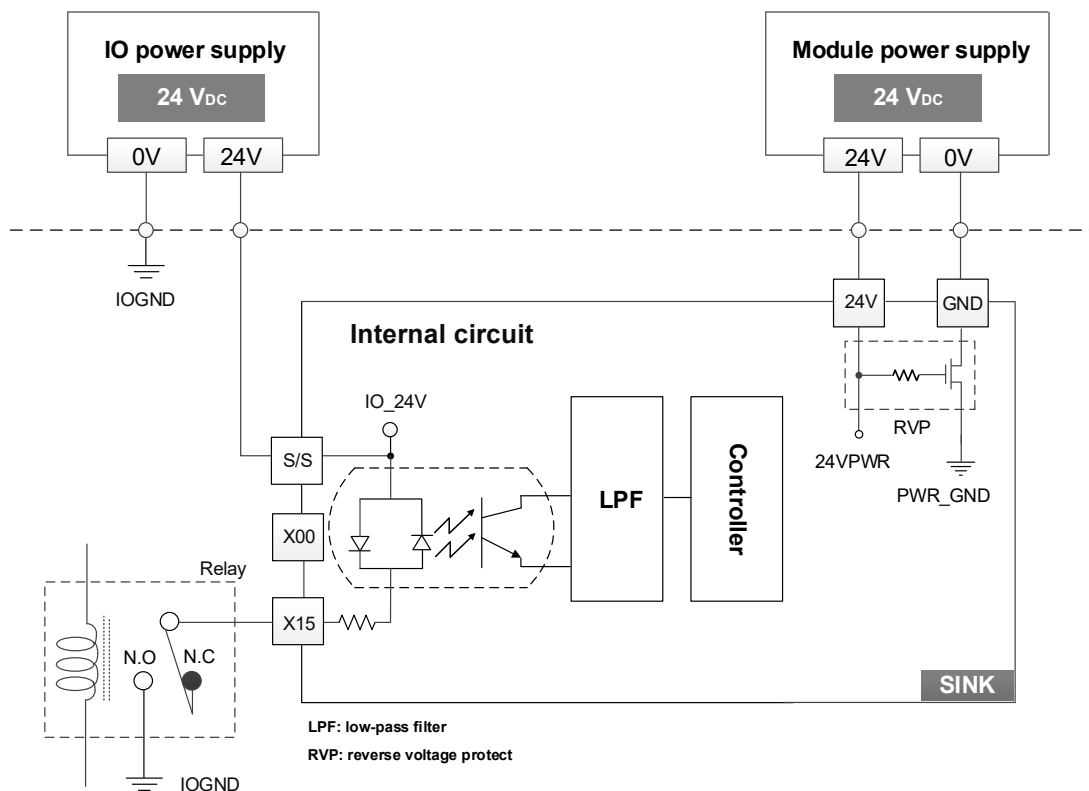 IO power supply
24 VDC
0V
24V
Module power supply
24 VDC
24V
0V
IOGND
24V
GND
Internal circuit
IO_24V
RVP
24VPWR
PWR_GND
S/S
LPF
Controller
X00
Relay
X15
N.O
N.C
SINK
LPF: low-pass filter
RVP: reverse voltage protect
IOGND